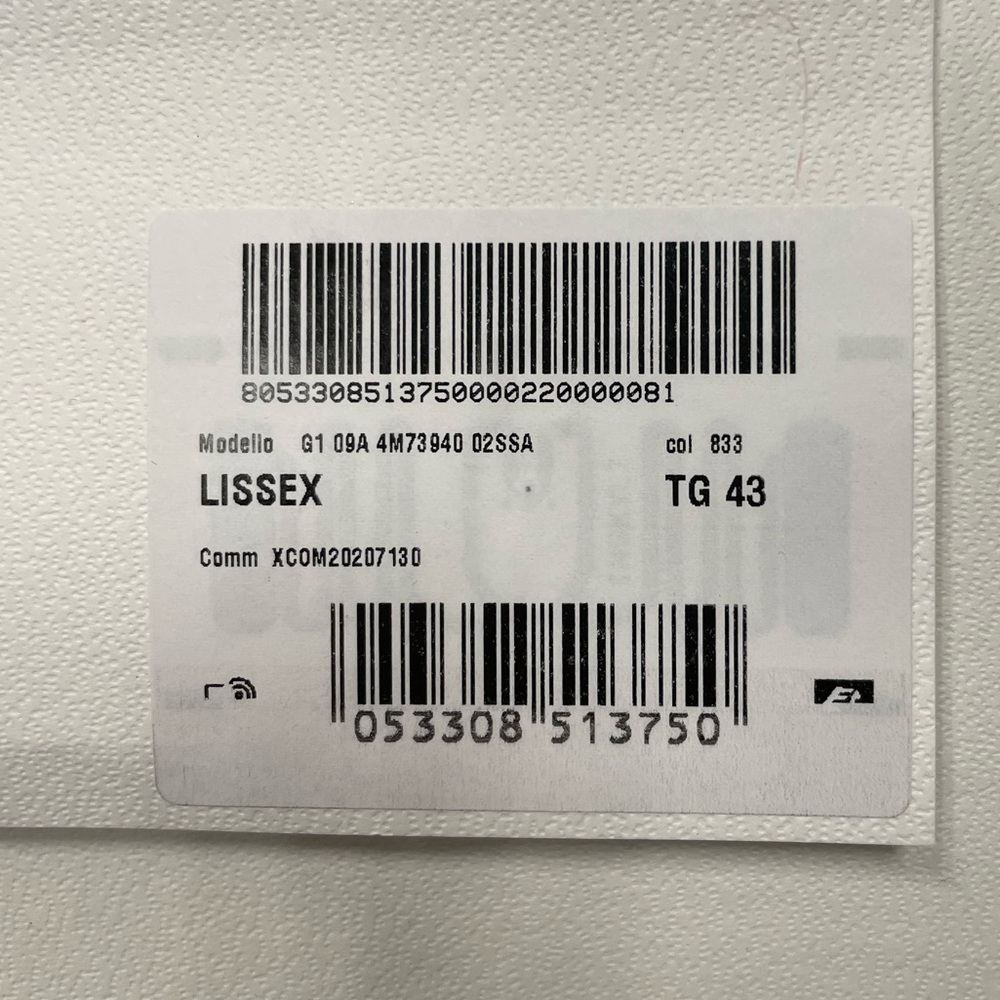 8053308513750000220000081
Modello G1 09A 4M73940 02SSA col 833
LISSEX TG 43
Comm XCOM20207130
053308 513750